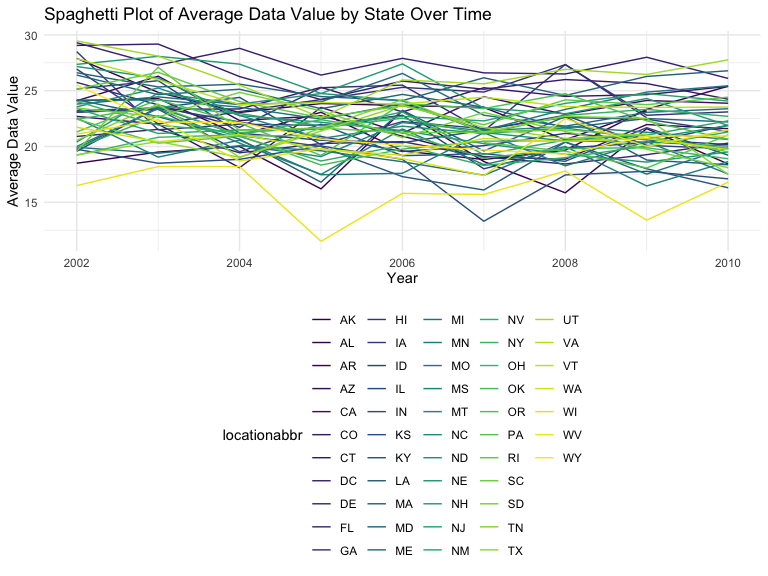 Spaghetti Plot of Average Data Value by State Over Time
Average Data Value
30
25
20
15
2002 2004 2006 2008 2010
Year
locationabbr
AK HI MI NV UT
AL IA MN NY VA
AR ID MO OH VT
AZ IL MS OK WA
CA IN MT OR WI
CO KS NC PA WV
CT KY ND RI WY
DC LA NE SC
DE MA NH SD
FL MD NJ TN
GA ME NM TX